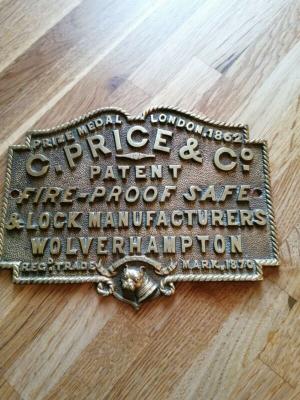 PRIZE MEDAL LONDON, 1862
C. PRICE & Co
PATENT
FIRE-PROOF SAFE
& LOCK MANUFACTURERS
WOLVERHAMPTON
REGD. TRADE MARK, 1870